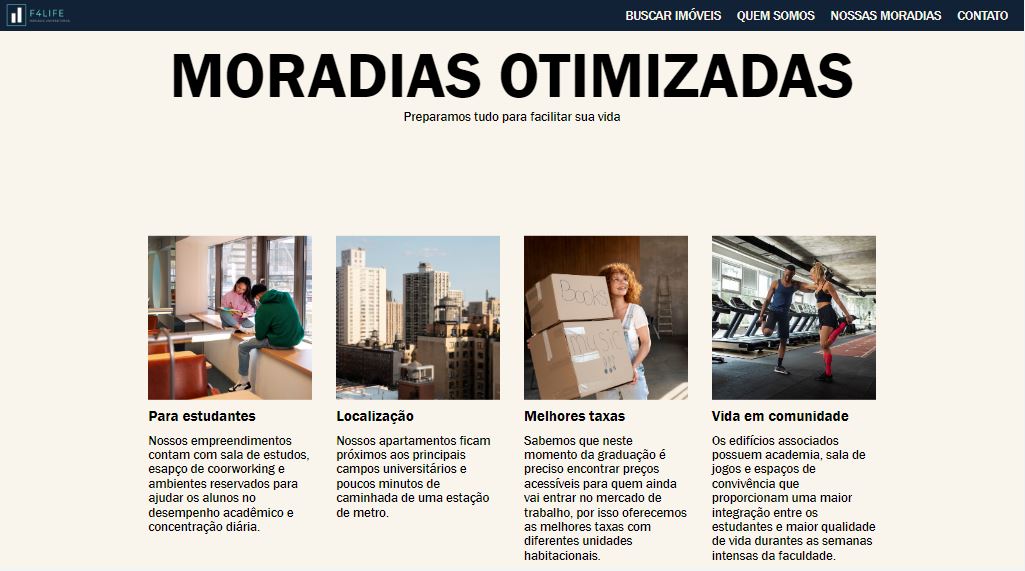 F4LIFE
BUSCAR IMÓVEIS QUEM SOMOS NOSSAS MORADIAS CONTATO
MORADIAS OTIMIZADAS
Preparamos tudo para facilitar sua vida
Books
music
Para estudantes
Nossos empreendimentos
contam com sala de estudos,
esapço de coorworking e
ambientes reservados para
ajudar os alunos no
desempenho acadêmico e
concentração diária.
Localização
Nossos apartamentos ficam
próximos aos principais
campos universitários e
poucos minutos de
caminhada de uma estação
de metro.
Melhores taxas
Sabemos que neste
momento da graduação é
preciso encontrar preços
acessíveis para quem ainda
vai entrar no mercado de
trabalho, por isso oferecemos
as melhores taxas com
diferentes unidades
habitacionais.
Vida em comunidade
Os edifícios associados
possuem academia, sala de
jogos e espaços de
convivência que
proporcionam uma maior
integração entre os
estudantes e maior qualidade
de vida durantes as semanas
intensas da faculdade.